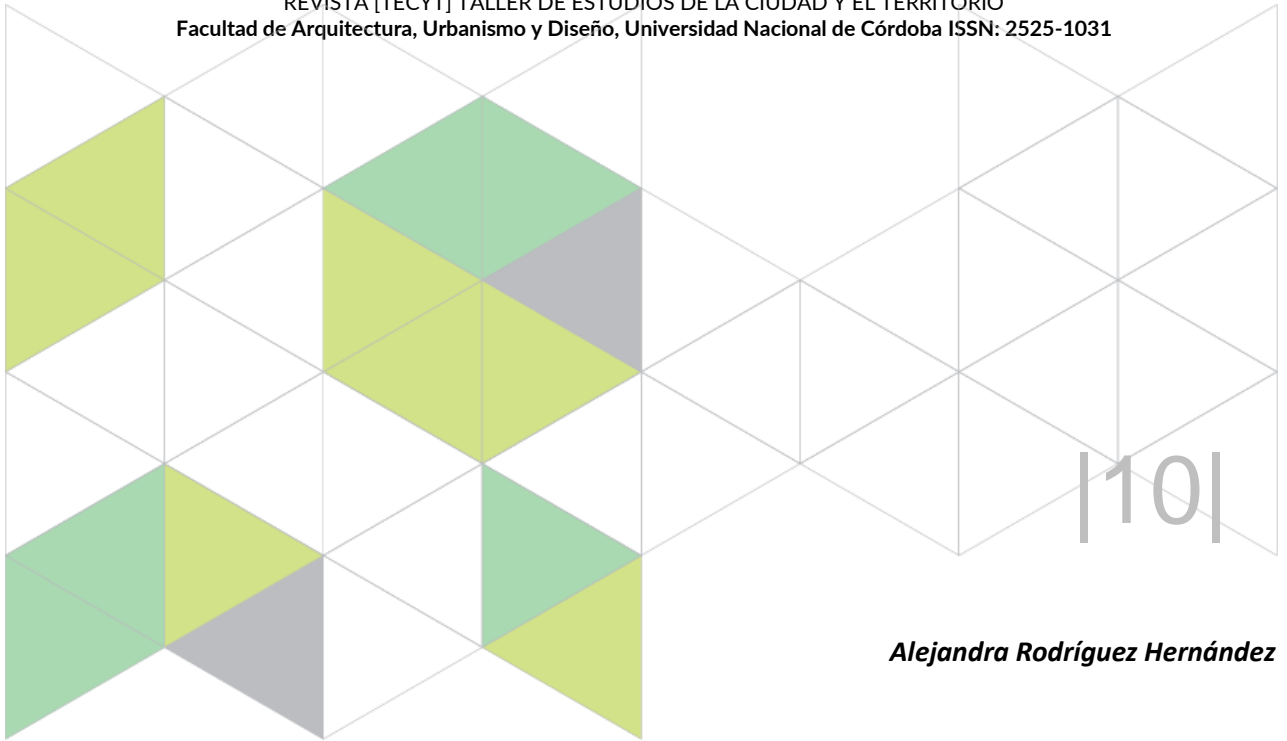 REVISTA [TECYT] TALLER DE ESTUDIOS DE LA CIUDAD Y EL TERRITORIO
Facultad de Arquitectura, Urbanismo y Diseño, Universidad Nacional de Córdoba ISSN: 2525-1031
|10|
Alejandra Rodríguez Hernández